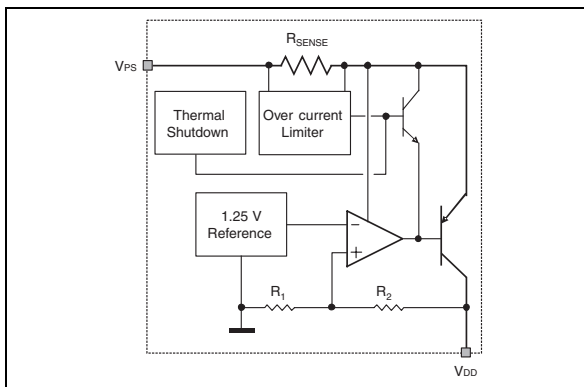 RSENSE
VPS
Thermal
Shutdown
Over current
Limiter
1.25 V
Reference
−
+
R1
R2
VDD